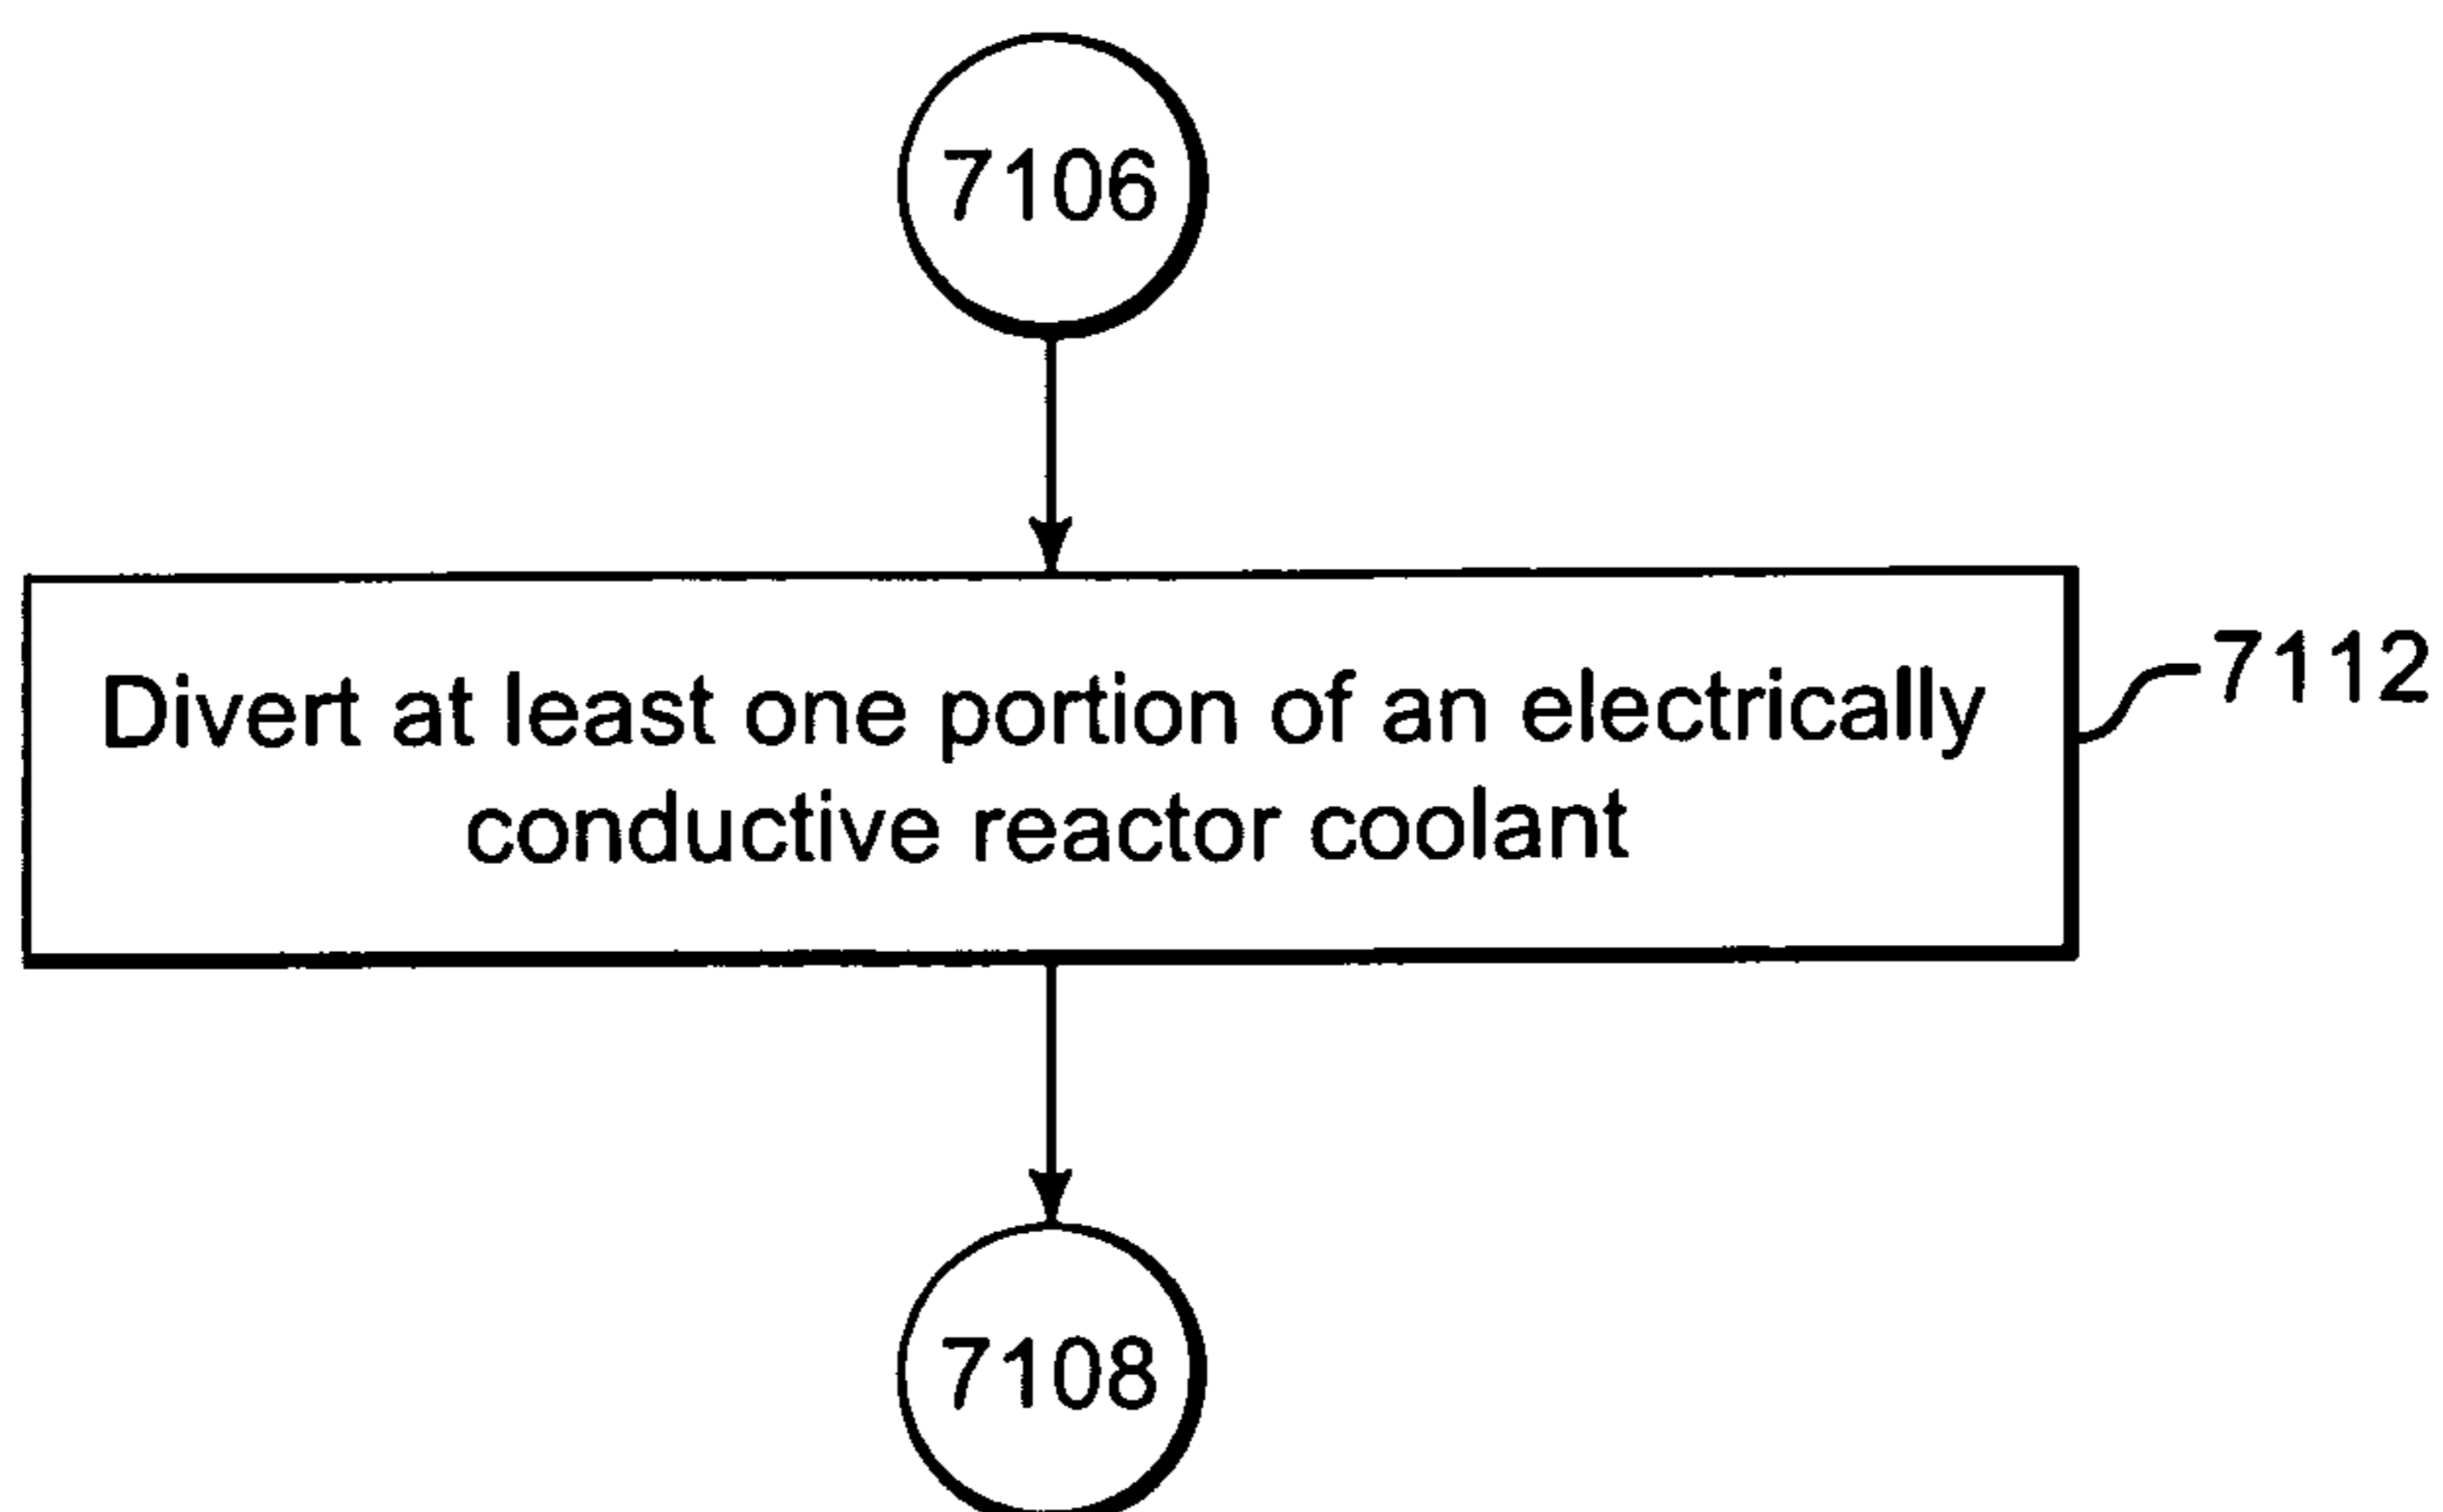 7106
Divert at least one portion of an electrically
conductive reactor coolant
7112
7108